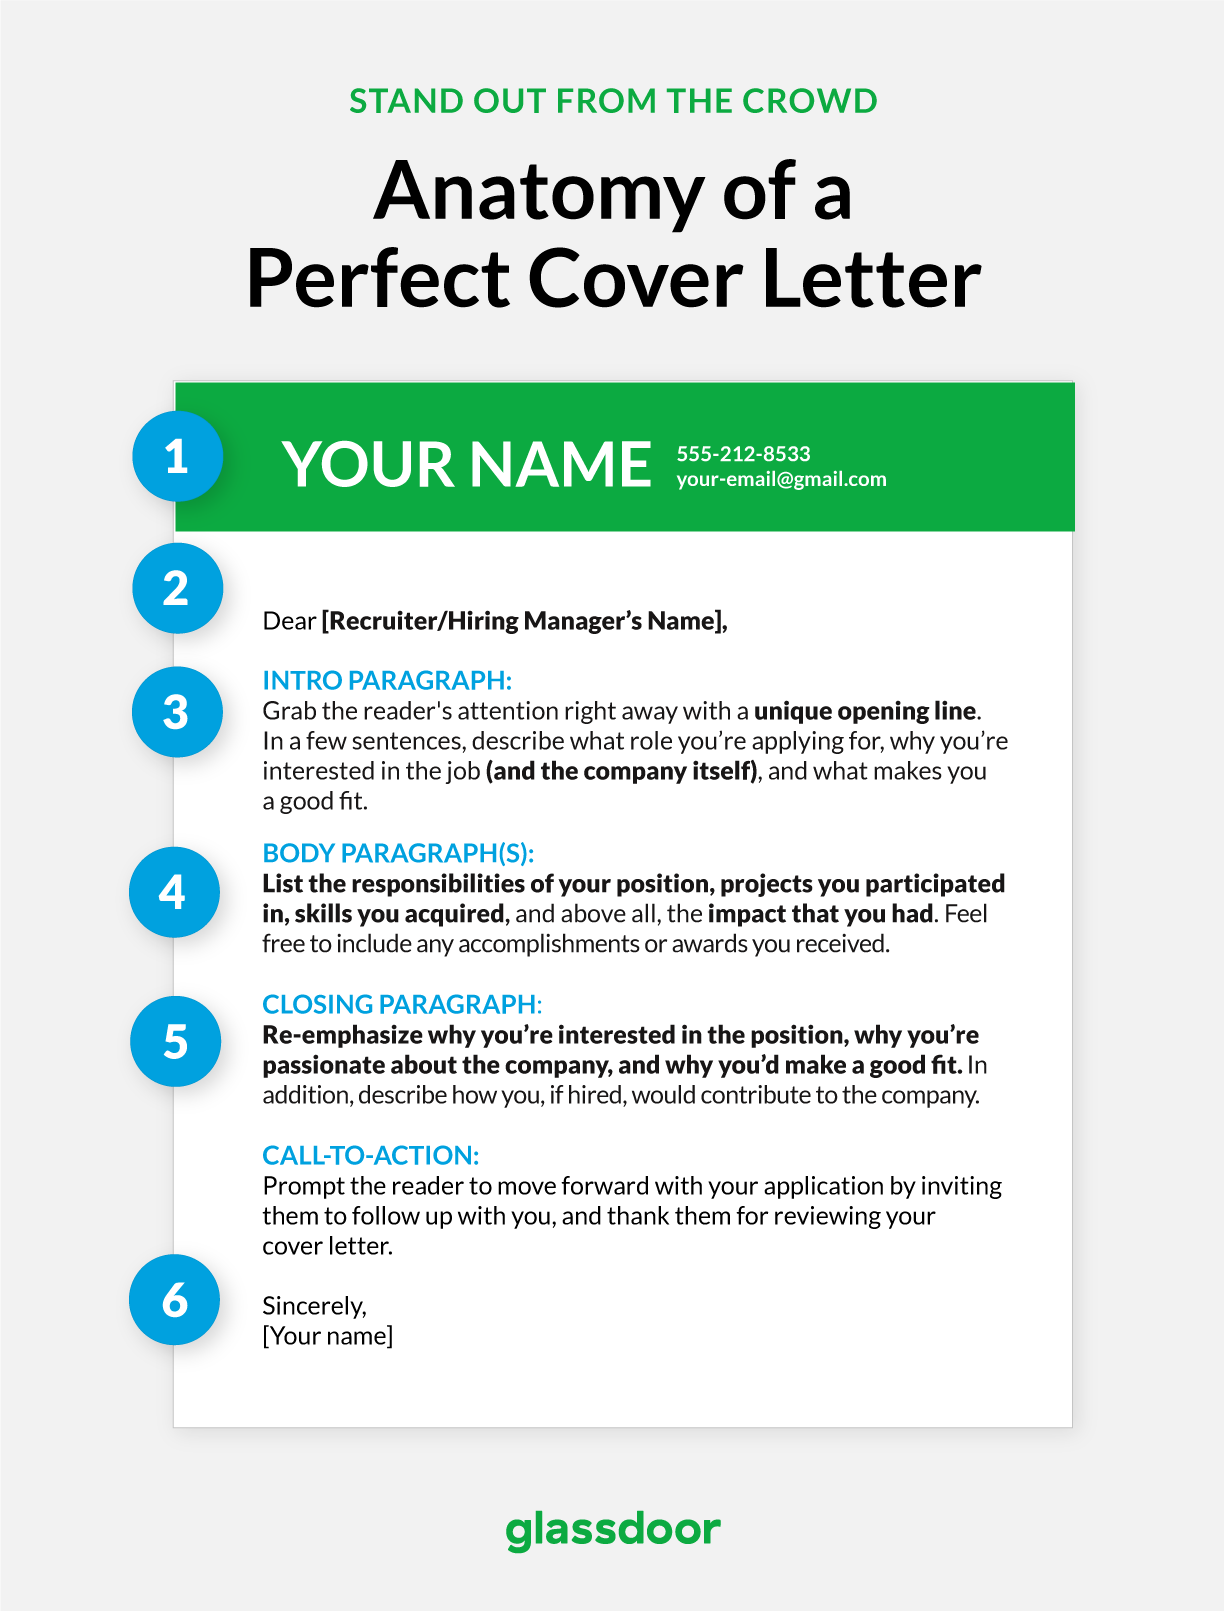 STAND OUT FROM THE CROWD
Anatomy of a
Perfect Cover Letter
1
YOUR NAME
555-212-8533
your-email@gmail.com
2
Dear [Recruiter/Hiring Manager’s Name],
3
INTRO PARAGRAPH:
Grab the reader's attention right away with a unique opening line.
In a few sentences, describe what role you’re applying for, why you’re
interested in the job (and the company itself), and what makes you
a good fit.
4
BODY PARAGRAPH(S):
List the responsibilities of your position, projects you participated
in, skills you acquired, and above all, the impact that you had. Feel
free to include any accomplishments or awards you received.
5
CLOSING PARAGRAPH:
Re-emphasize why you’re interested in the position, why you’re
passionate about the company, and why you’d make a good fit. In
addition, describe how you, if hired, would contribute to the company.
CALL-TO-ACTION:
Prompt the reader to move forward with your application by inviting
them to follow up with you, and thank them for reviewing your
cover letter.
6
Sincerely,
[Your name]
glassdoor